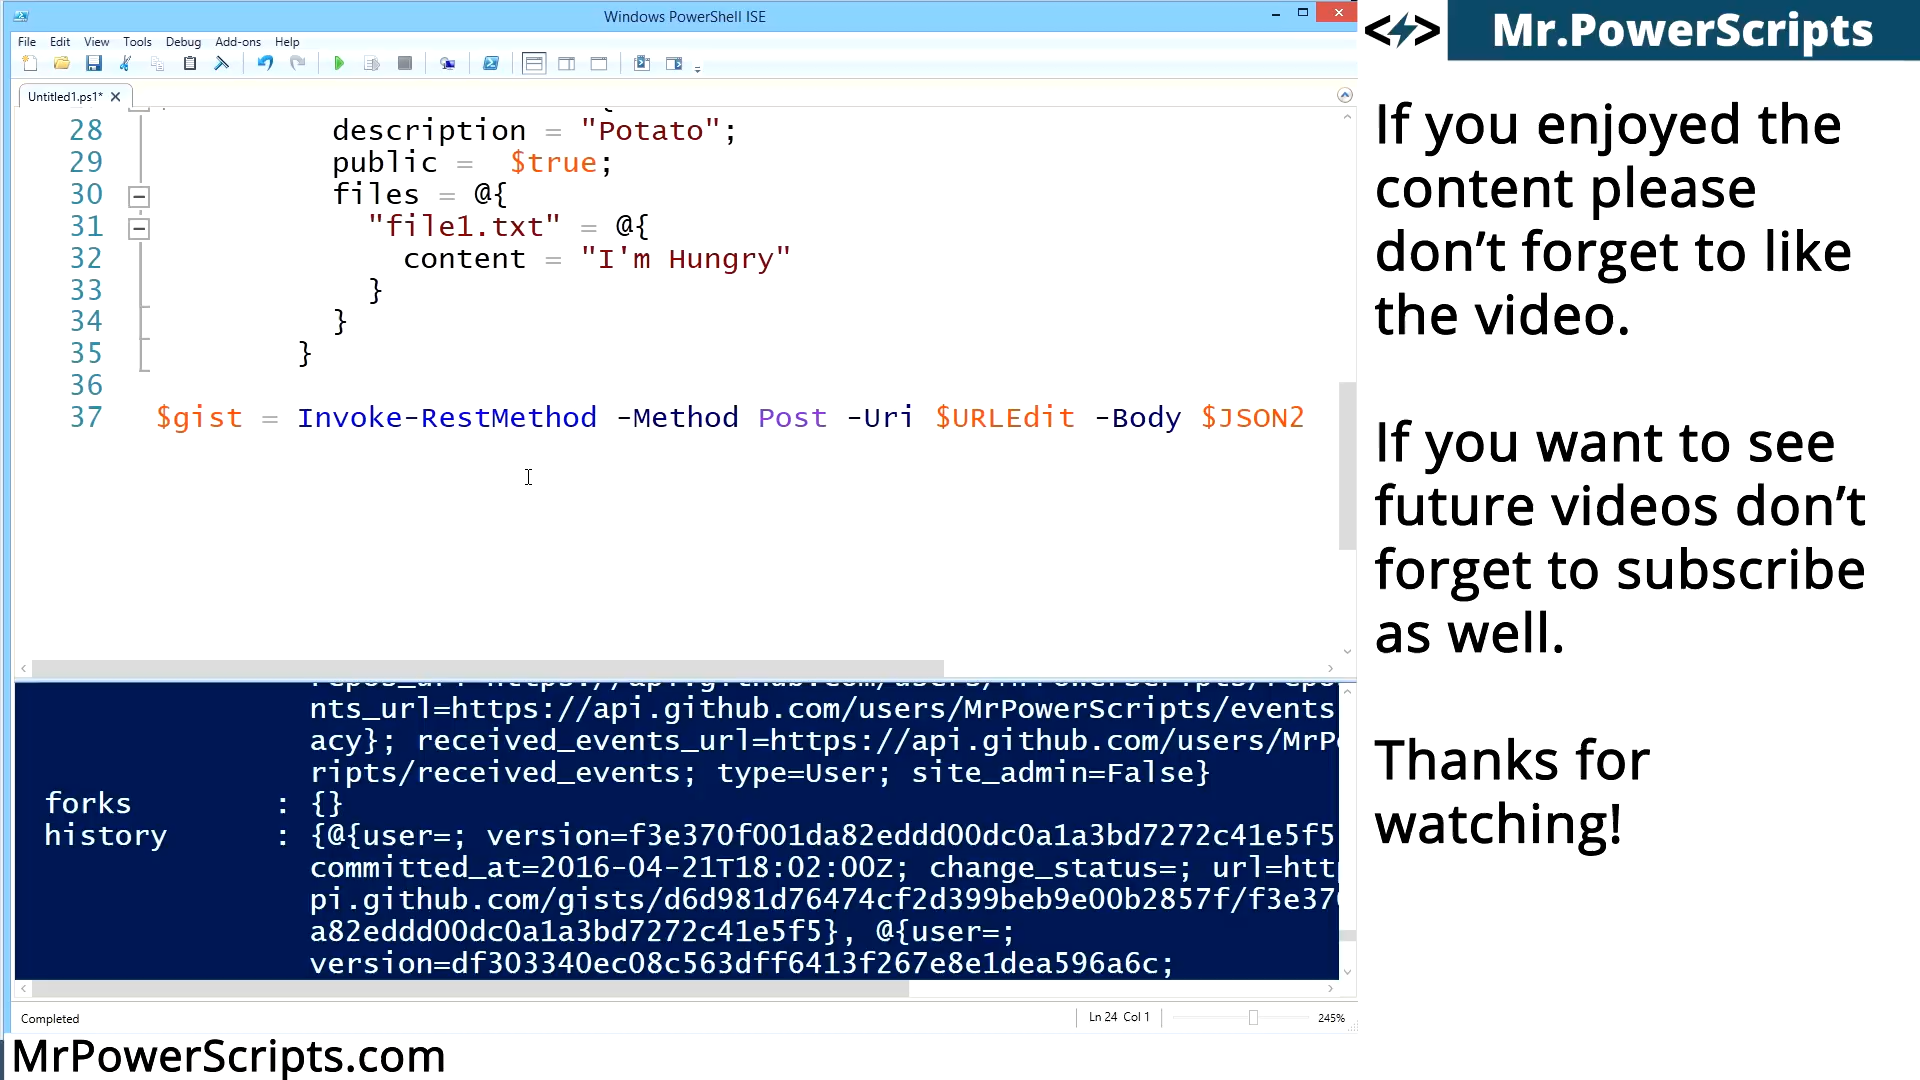 Windows PowerShell ISE
File Edit View Tools Debug Add-ons Help
Untitled1.ps1* X
28 description = "Potato";
29 public = $true;
30 files = @{
31 "file1.txt" = @{
32 content = "I'm Hungry"
33 }
34 }
35 }
36
37 $gist = Invoke-RestMethod -Method Post -Uri $URLEdit -Body $JSON2
nts_url=https://api.github.com/users/MrPowerScripts/events
acy}; received_events_url=https://api.github.com/users/MrP
ripts/received_events; type=User; site_admin=False}
forks : {}
history : {@{user=; version=f3e370f001da82eddd00dc0a1a3bd7272c41e5f5
committed_at=2016-04-21T18:02:00Z; change_status=; url=htt
pi.github.com/gists/d6d981d76474cf2d399beb9e00b2857f/f3e37
a82eddd00dc0a1a3bd7272c41e5f5}, @{user=;
version=df303340ec08c563dff6413f267e8e1dea596a6c;
Completed
Ln 24 Col 1
245%
MrPowerScripts.com
Mr.PowerScripts
If you enjoyed the
content please
don't forget to like
the video.
If you want to see
future videos don't
forget to subscribe
as well.
Thanks for
watching!